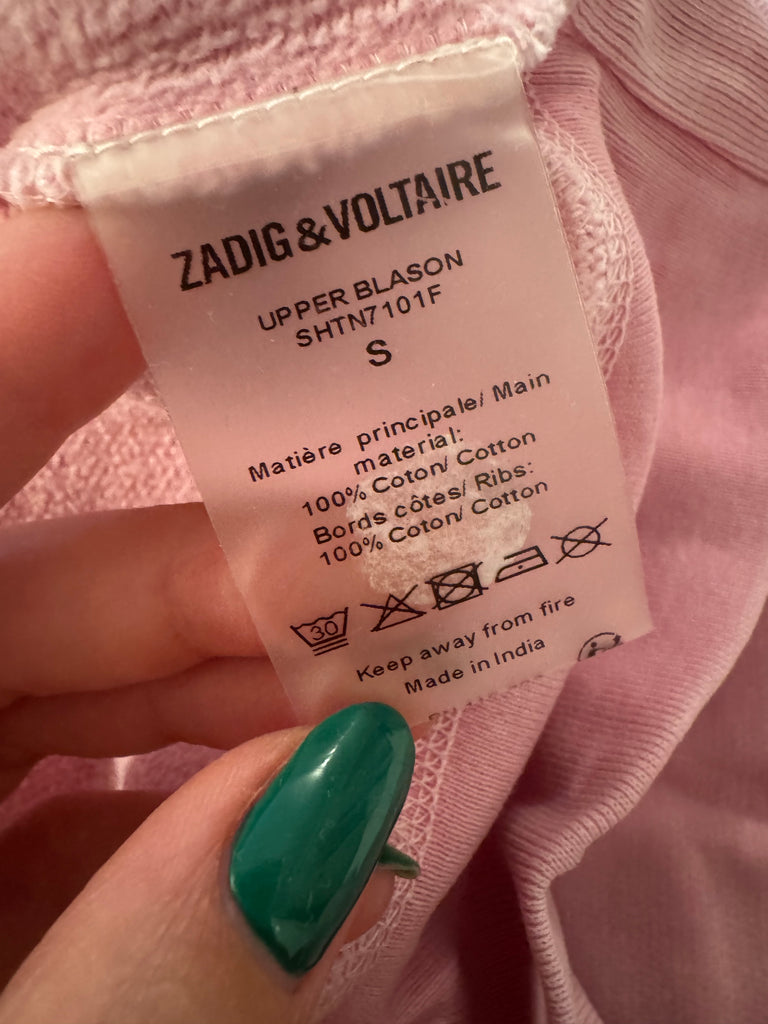 ZADIG&VOLTAIRE
UPPER BLASON
SHTN7101F
S
Matière principale/ Main
material:
100% Coton/ Cotton
Bords côtes/ Ribs:
100% Coton/ Cotton
30
Keep away from fire
Made in India